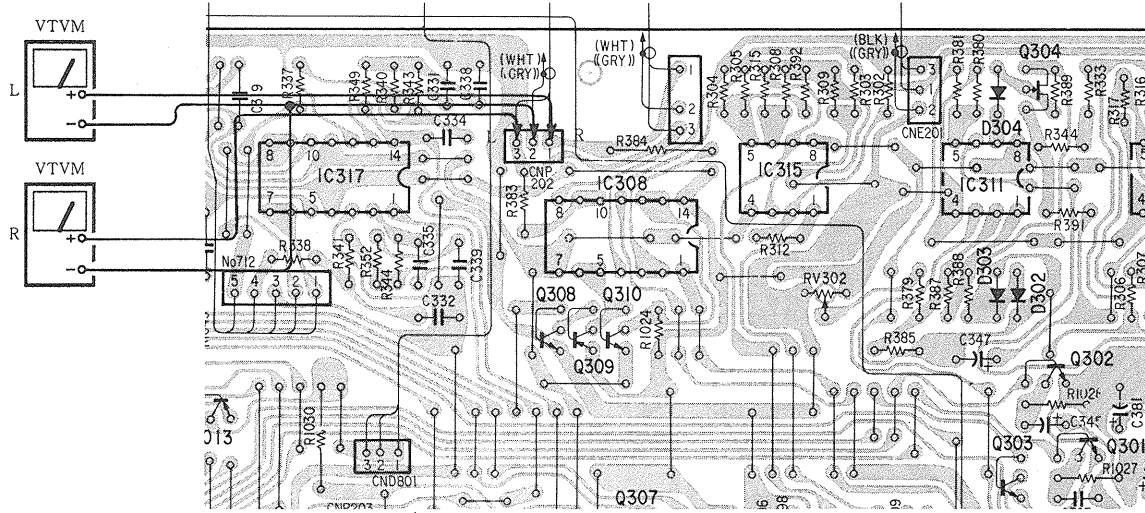 VTVM
L
+
−
VTVM
R
+
−
(WHT)
((GRY))
(WHT)
((GRY))
(BLK)
((GRY))
R337
R349
R340
R343
C331
C338
C334
L
R
3 2 1
CNP
202
1
2
3
R384
R304
R305
R315
R308
R392
R309
R303
R302
3
1
2
CNE201
R381
R380
Q304
R389
R333
R317
R316
D304
R344
8 10 14
IC317
7 5 1
R383
8 10 14
IC308
7 5 1
5 8
IC315
4 1
5 8
IC311
4 1
R391
R312
R338
No712
5 4 3 2 1
R341
R352
R344
C335
C339
C332
Q308
Q310
Q309
R1024
RV302
R379
R387
R388
D303
D302
R306
R307
R385
C347
Q302
C381
Q303
Q301
R1027
R1030
3 2 1
CND801
CNP203
Q307